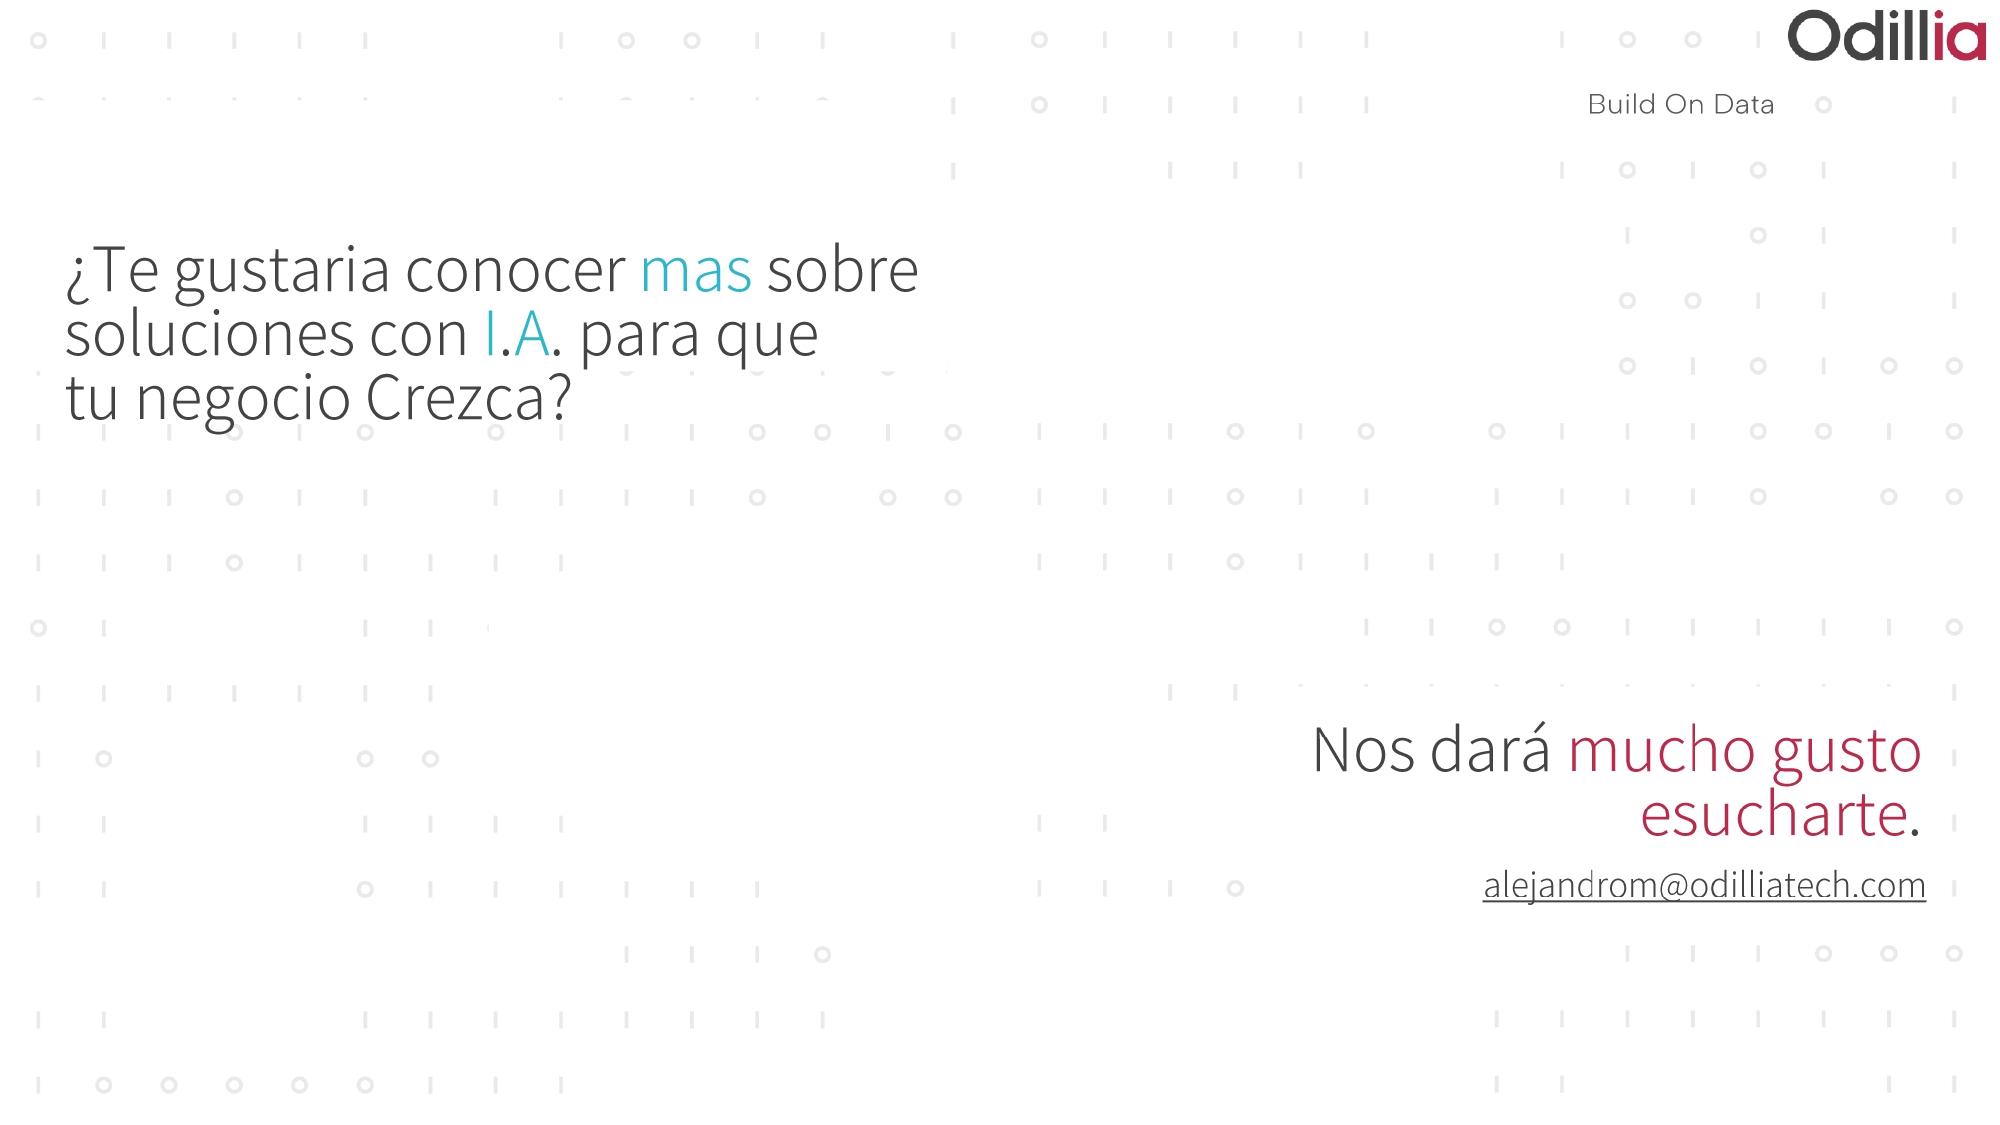 Odillia
Build On Data
¿Te gustaria conocer mas sobre
soluciones con I.A. para que
tu negocio Crezca?
Nos dará mucho gusto
esucharte.
alejandrom@odilliatech.com